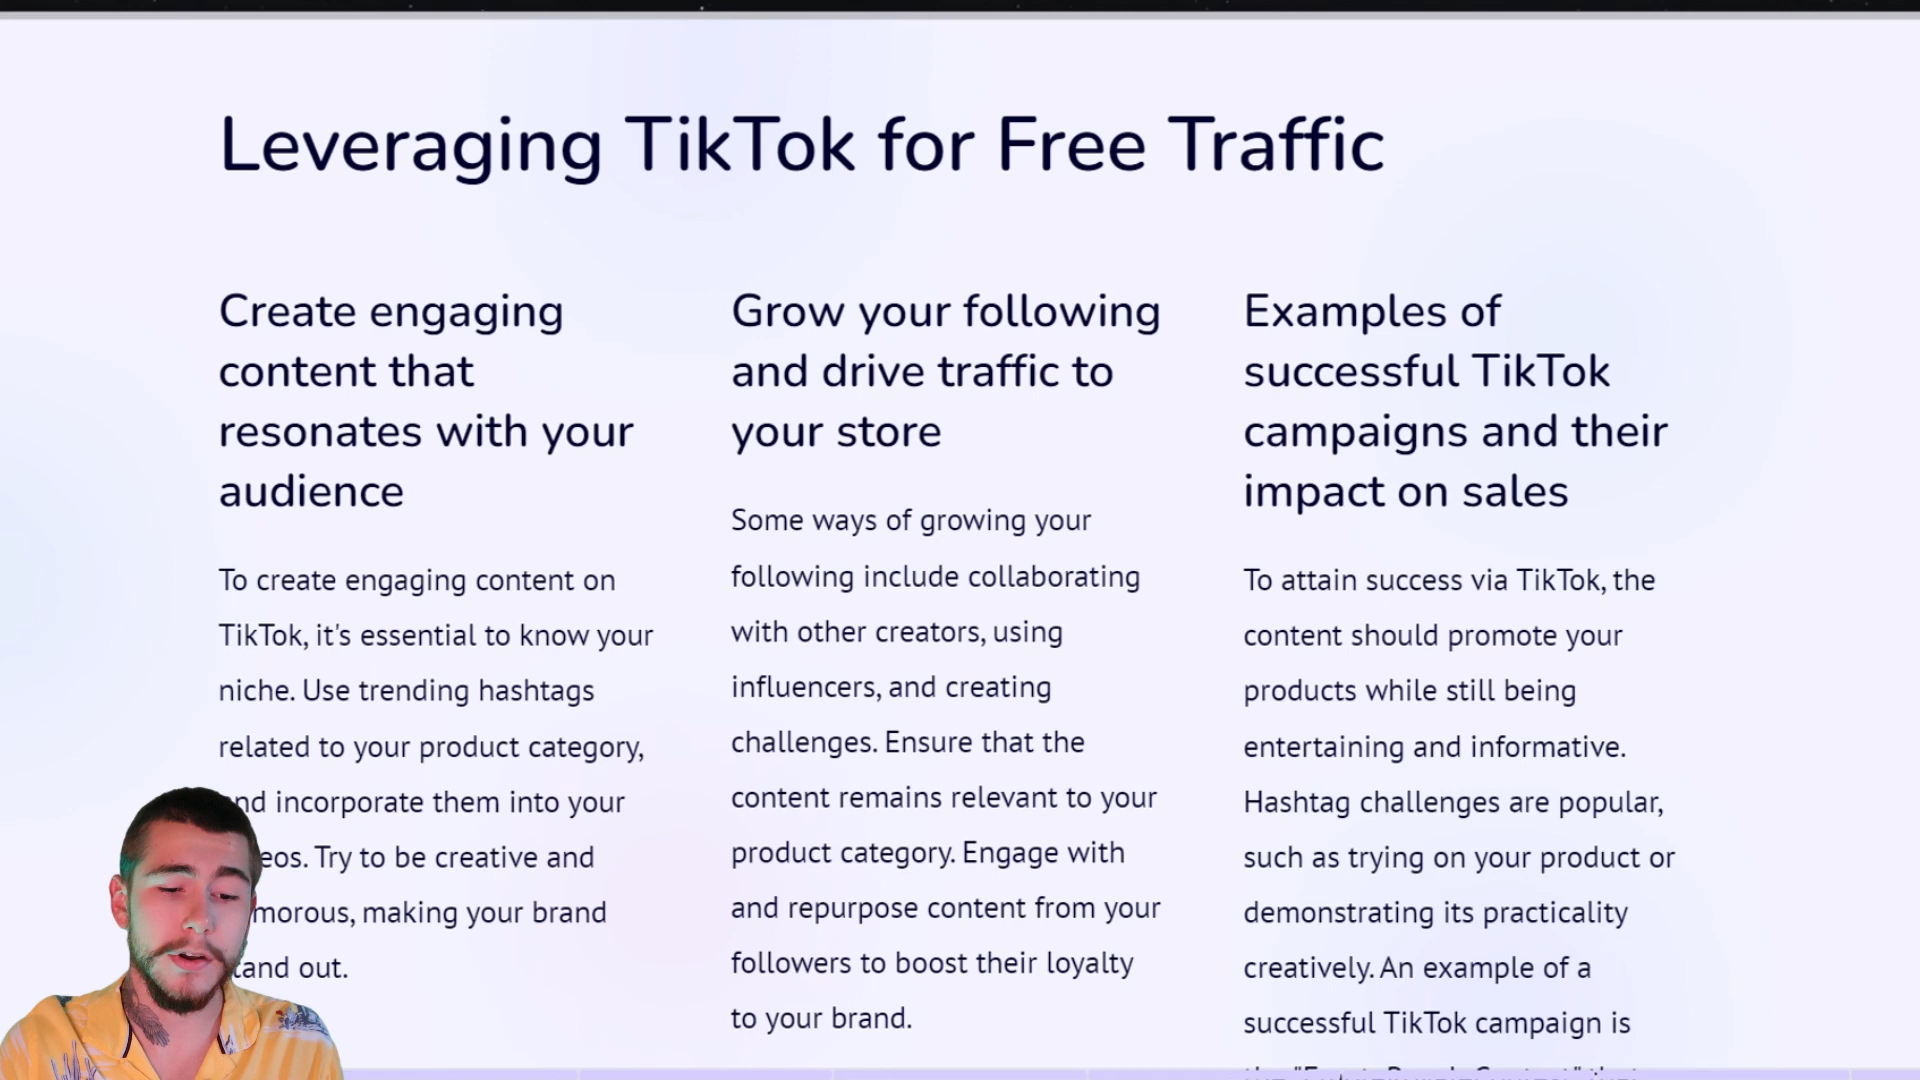 Leveraging TikTok for Free Traffic
Create engaging
content that
resonates with your
audience
To create engaging content on
TikTok, it's essential to know your
niche. Use trending hashtags
related to your product category,
incorporate them into your
Try to be creative and
making your brand
out.
Grow your following
and drive traffic to
your store
Some ways of growing your
following include collaborating
with other creators, using
influencers, and creating
challenges. Ensure that the
content remains relevant to your
product category. Engage with
and repurpose content from your
followers to boost their loyalty
to your brand.
Examples of
successful TikTok
campaigns and their
impact on sales
To attain success via TikTok, the
content should promote your
products while still being
entertaining and informative.
Hashtag challenges are popular,
such as trying on your product or
demonstrating its practicality
creatively. An example of a
successful TikTok campaign is